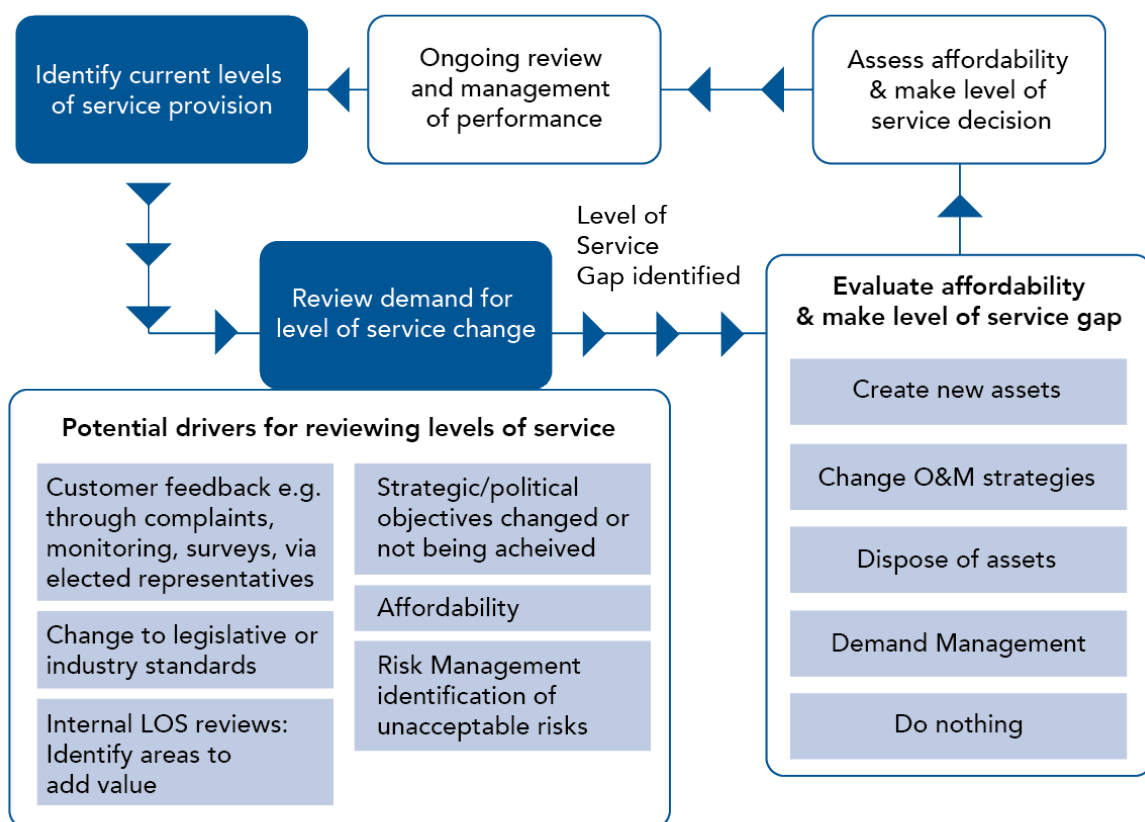 Identify current levels
of service provision
Ongoing review
and management
of performance
Assess affordability
& make level of
service decision
Level of
Service
Gap identified
Review demand for
level of service change
Evaluate affordability
& make level of service gap
Create new assets
Change O&M strategies
Dispose of assets
Demand Management
Do nothing
Potential drivers for reviewing levels of service
Customer feedback e.g.
through complaints,
monitoring, surveys, via
elected representatives
Change to legislative or
industry standards
Internal LOS reviews:
Identify areas to
add value
Strategic/political
objectives changed or
not being acheived
Affordability
Risk Management
identification of
unacceptable risks